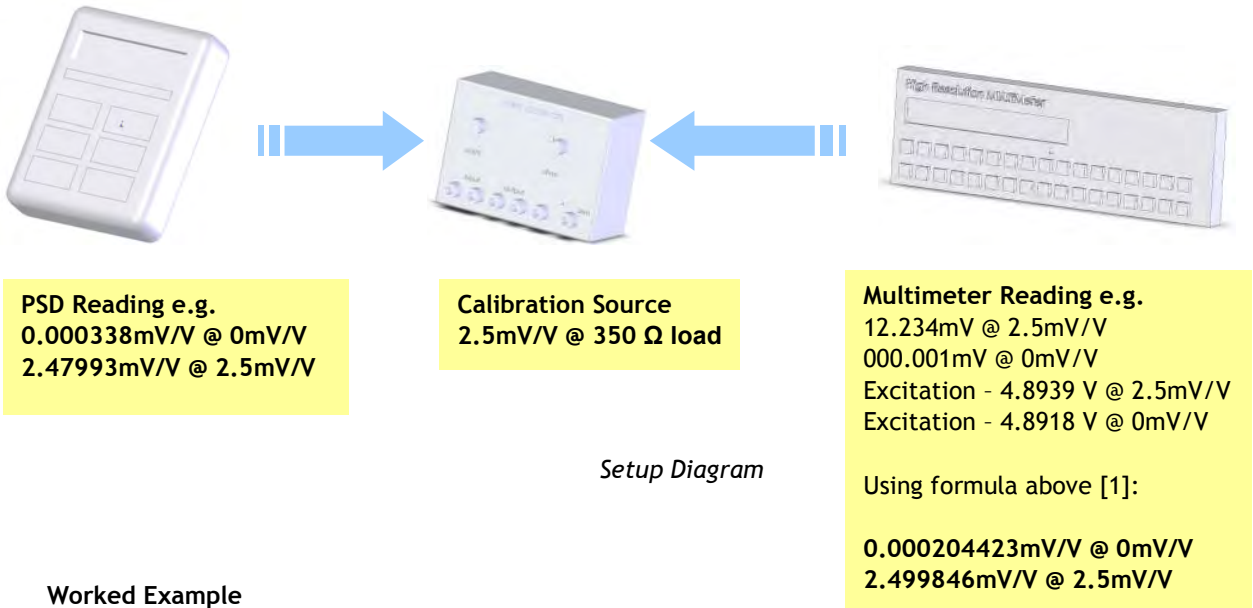 High Resolution MultiMeter
input
output
PSD Reading e.g.
0.000338mV/V @ 0mV/V
2.47993mV/V @ 2.5mV/V
Calibration Source
2.5mV/V @ 350 Ω load
Multimeter Reading e.g.
12.234mV @ 2.5mV/V
000.001mV @ 0mV/V
Excitation – 4.8939 V @ 2.5mV/V
Excitation – 4.8918 V @ 0mV/V
Setup Diagram
Using formula above [1]:
0.000204423mV/V @ 0mV/V
2.499846mV/V @ 2.5mV/V
Worked Example